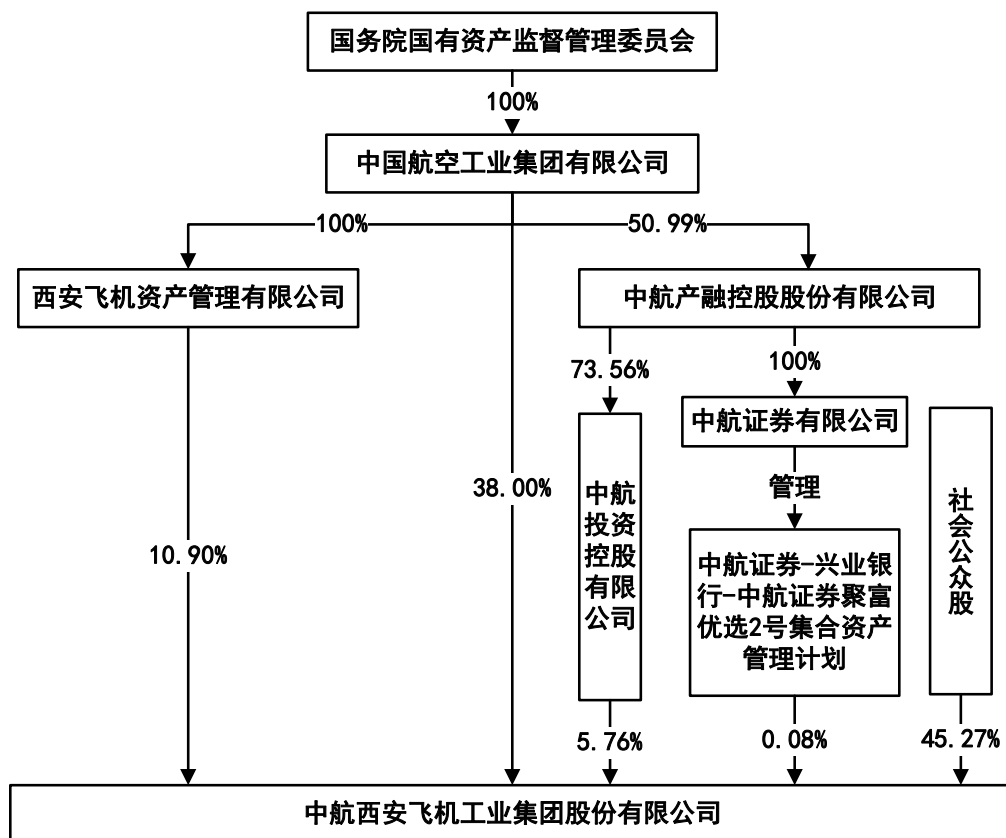 国务院国有资产监督管理委员会
100%
中国航空工业集团有限公司
100%
50.99%
西安飞机资产管理有限公司
中航产融控股股份有限公司
73.56%
100%
中航证券有限公司
38.00%
管理
10.90%
中航
投资
控股
有限
公司
中航证券-兴业银
行-中航证券聚富
优选2号集合资产
管理计划
社
会
公
众
股
5.76%
0.08%
45.27%
中航西安飞机工业集团股份有限公司